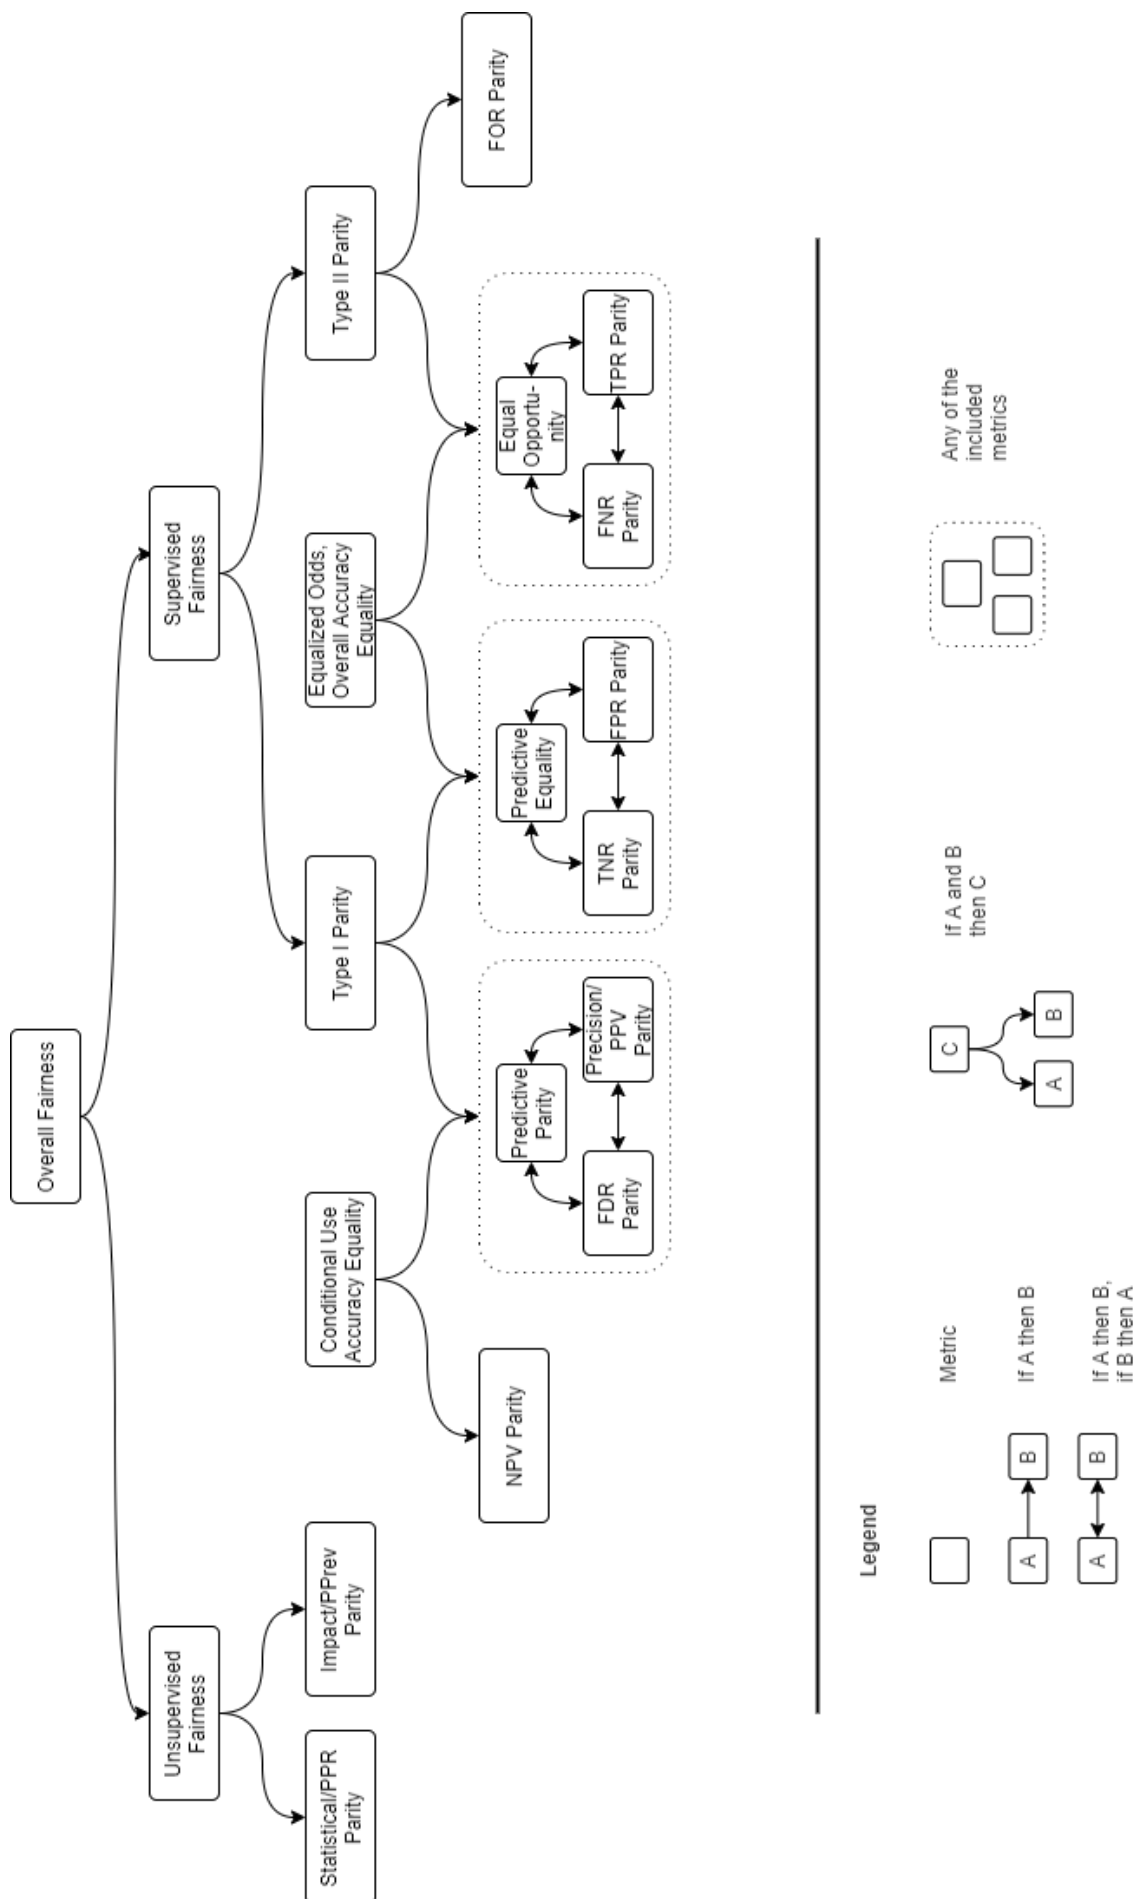 Overall Fairness
Unsupervised
Fairness
Supervised
Fairness
Statistical/PPR
Parity
Impact/PPrev
Parity
Conditional Use
Accuracy Equality
Type I Parity
Equalized Odds,
Overall Accuracy
Equality
Type II Parity
NPV Parity
Predictive
Parity
FDR
Parity
Precision/
PPV
Parity
Predictive
Equality
TNR
Parity
FPR Parity
Equal
Opportu-
nity
FNR
Parity
TPR Parity
FOR Parity
Legend
Metric
A
B
If A then B
A
B
If A then B,
if B then A
C
A
B
If A and B
then C
Any of the
included
metrics